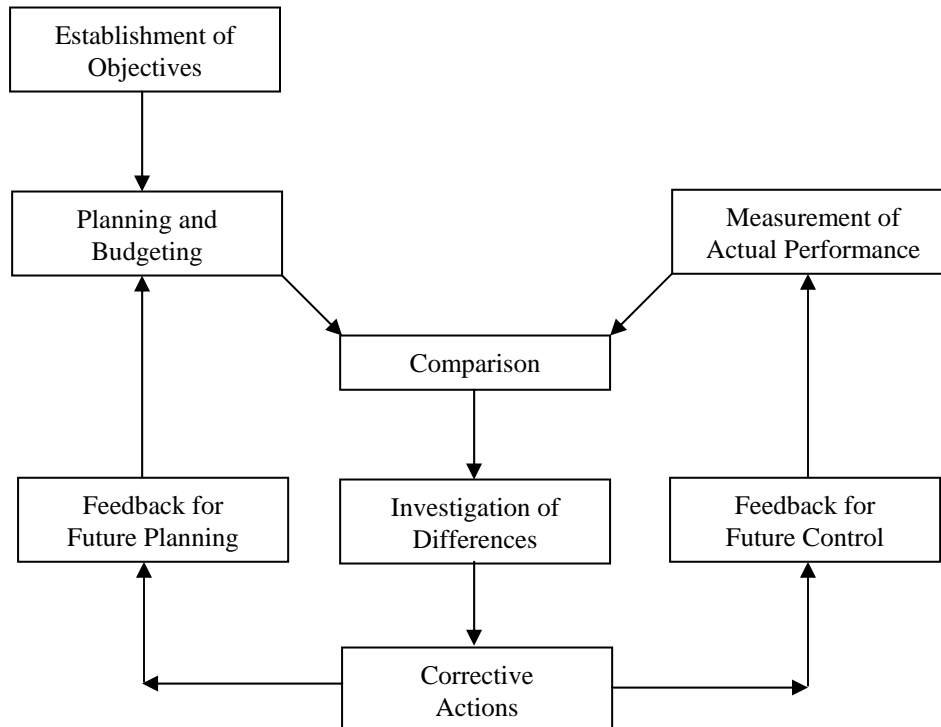 Establishment of
Objectives
Planning and
Budgeting
Measurement of
Actual Performance
Comparison
Feedback for
Future Planning
Investigation of
Differences
Feedback for
Future Control
Corrective
Actions